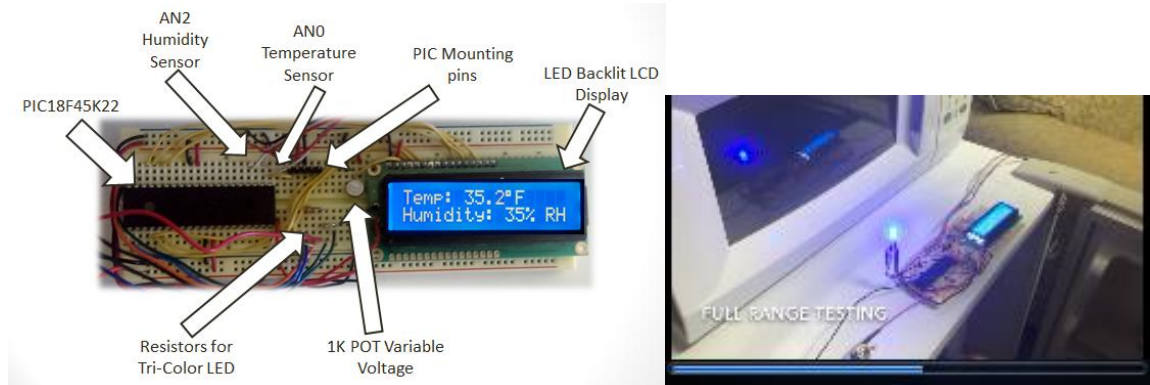 AN2
Humidity
Sensor
AN0
Temperature
Sensor
PIC Mounting
pins
LED Backlit LCD
Display
PIC18F45K22
Temp: 35.2°F
Humidity: 35% RH
Resistors for
Tri-Color LED
1K POT Variable
Voltage
FULL RANGE TESTING